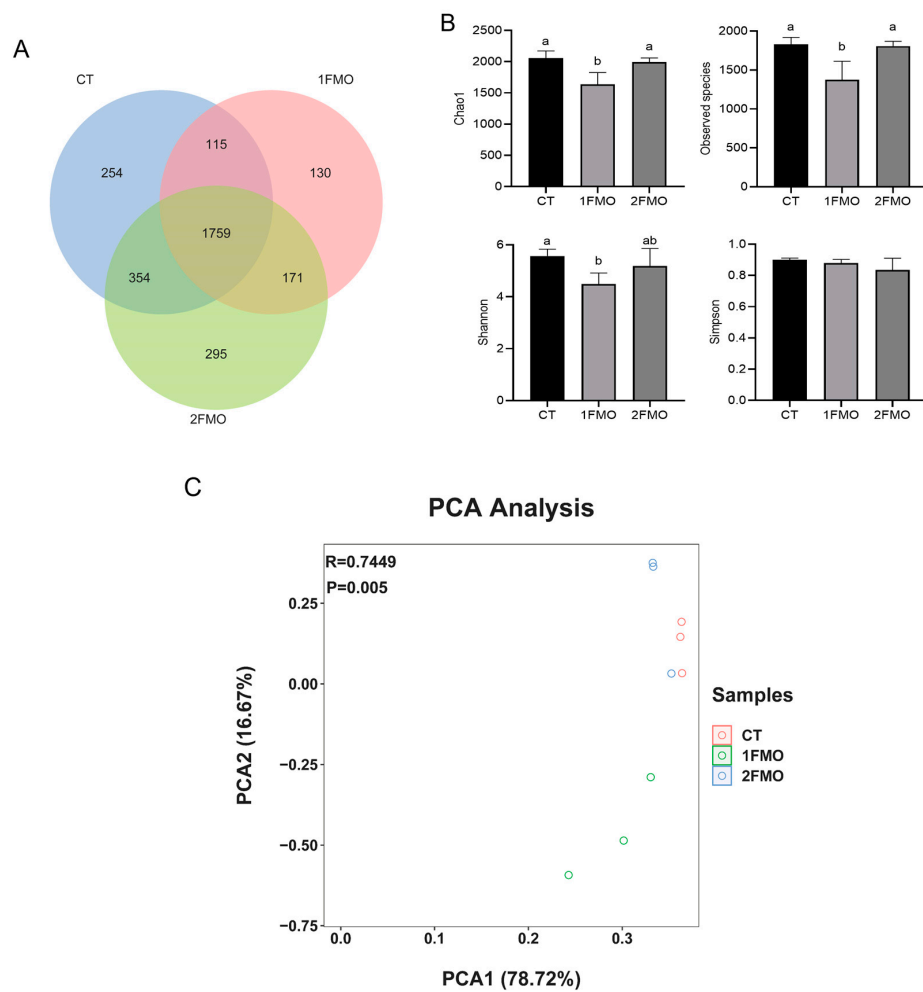 A
CT
1FMO
115
254
130
1759
354
171
295
2FMO
B
2500
2000
1500
1000
500
0
Chao1
a
b
a
CT
1FMO
2FMO
2000
1500
1000
500
0
Observed species
a
b
a
CT
1FMO
2FMO
6
4
2
0
Shannon
a
b
ab
CT
1FMO
2FMO
1.0
0.8
0.6
0.4
0.2
0.0
Simpson
CT
1FMO
2FMO
C
PCA Analysis
R=0.7449
P=0.005
0.25
0.00
−0.25
−0.50
−0.75
PCA2 (16.67%)
0.0
0.1
0.2
0.3
PCA1 (78.72%)
Samples
CT
1FMO
2FMO